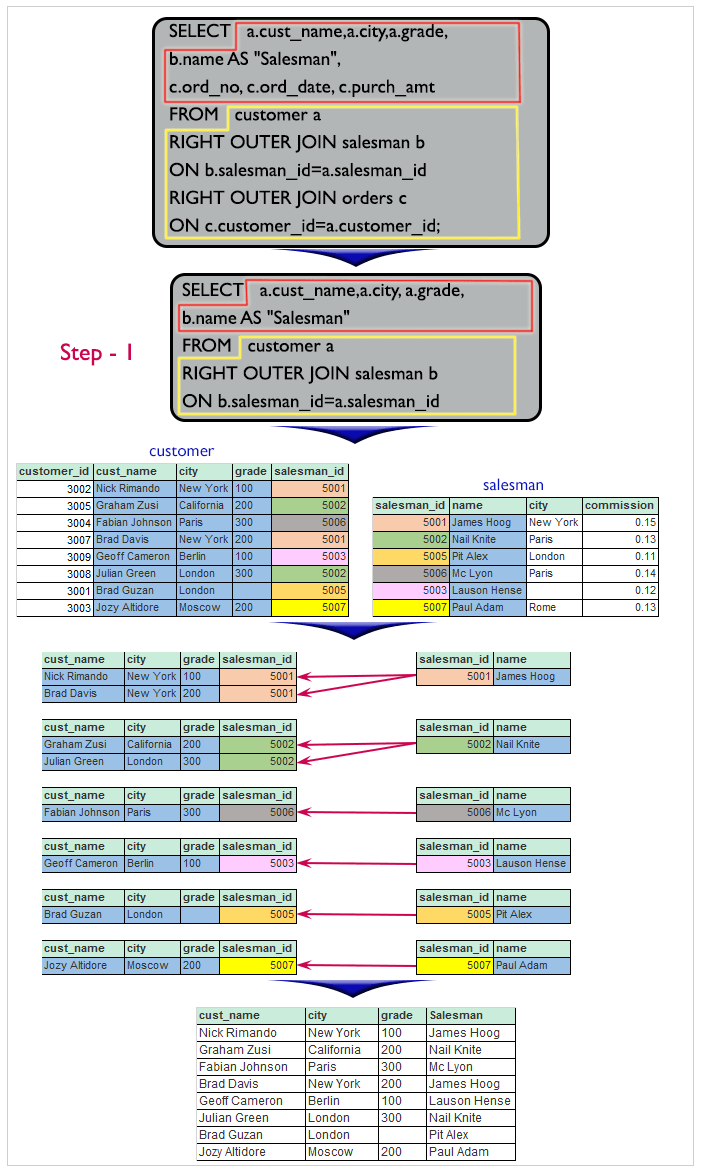 SELECT a.cust_name,a.city,a.grade,
b.name AS "Salesman",
c.ord_no, c.ord_date, c.purch_amt
FROM customer a
RIGHT OUTER JOIN salesman b
ON b.salesman_id=a.salesman_id
RIGHT OUTER JOIN orders c
ON c.customer_id=a.customer_id;
SELECT a.cust_name,a.city, a.grade,
b.name AS "Salesman"
Step - 1
FROM customer a
RIGHT OUTER JOIN salesman b
ON b.salesman_id=a.salesman_id
customer
customer_id cust_name city grade salesman_id
3002 Nick Rimando New York 100 5001
3005 Graham Zusi California 200 5002
3004 Fabian Johnson Paris 300 5006
3007 Brad Davis New York 200 5001
3009 Geoff Cameron Berlin 100 5003
3008 Julian Green London 300 5002
3001 Brad Guzan London 5005
3003 Jozy Altidore Moscow 200 5007
salesman
salesman_id name city commission
5001 James Hoog New York 0.15
5002 Nail Knite Paris 0.13
5005 Pit Alex London 0.11
5006 Mc Lyon Paris 0.14
5003 Lauson Hense 0.12
5007 Paul Adam Rome 0.13
cust_name city grade salesman_id salesman_id name
Nick Rimando New York 100 5001 5001 James Hoog
Brad Davis New York 200 5001
cust_name city grade salesman_id salesman_id name
Graham Zusi California 200 5002 5002 Nail Knite
Julian Green London 300 5002
cust_name city grade salesman_id salesman_id name
Fabian Johnson Paris 300 5006 5006 Mc Lyon
cust_name city grade salesman_id salesman_id name
Geoff Cameron Berlin 100 5003 5003 Lauson Hense
cust_name city grade salesman_id salesman_id name
Brad Guzan London 5005 5005 Pit Alex
cust_name city grade salesman_id salesman_id name
Jozy Altidore Moscow 200 5007 5007 Paul Adam
cust_name city grade Salesman
Nick Rimando New York 100 James Hoog
Graham Zusi California 200 Nail Knite
Fabian Johnson Paris 300 Mc Lyon
Brad Davis New York 200 James Hoog
Geoff Cameron Berlin 100 Lauson Hense
Julian Green London 300 Nail Knite
Brad Guzan London Pit Alex
Jozy Altidore Moscow 200 Paul Adam